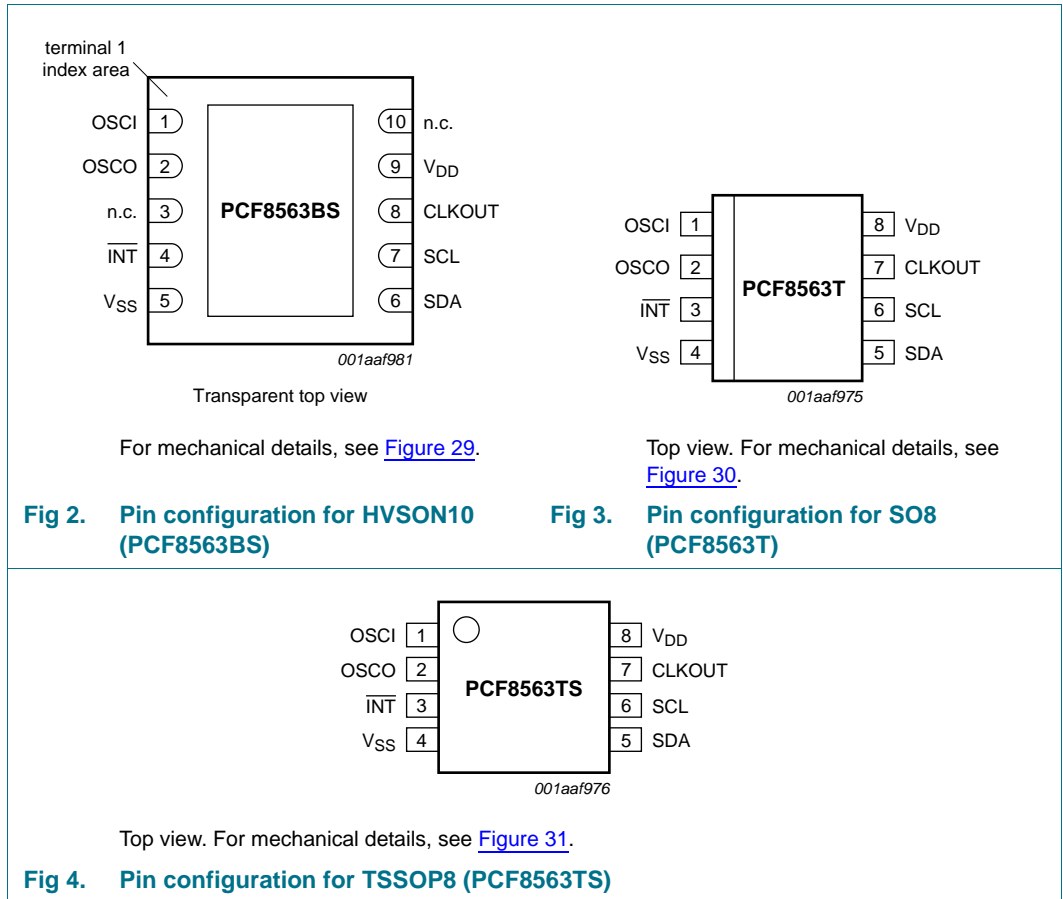 terminal 1
index area
OSCI 1 10 n.c.
OSCO 2 9 VDD
n.c. 3 PCF8563BS 8 CLKOUT
INT 4 7 SCL
VSS 5 6 SDA
001aaf981
Transparent top view
For mechanical details, see Figure 29.
Fig 2. Pin configuration for HVSON10
(PCF8563BS)
OSCI 1 8 VDD
OSCO 2 7 CLKOUT
PCF8563T
INT 3 6 SCL
VSS 4 5 SDA
001aaf975
Top view. For mechanical details, see
Figure 30.
Fig 3. Pin configuration for SO8
(PCF8563T)
OSCI 1 8 VDD
OSCO 2 7 CLKOUT
PCF8563TS
INT 3 6 SCL
VSS 4 5 SDA
001aaf976
Top view. For mechanical details, see Figure 31.
Fig 4. Pin configuration for TSSOP8 (PCF8563TS)